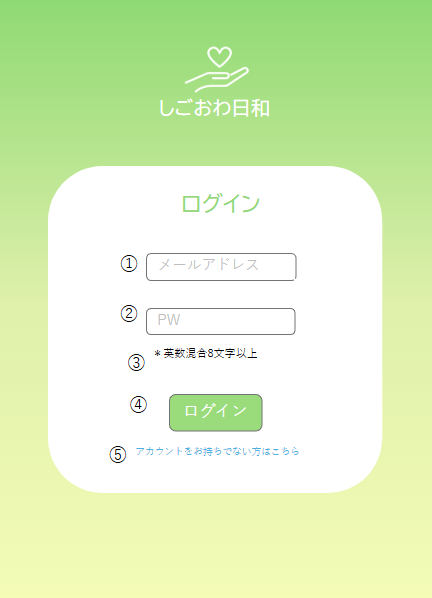 しごおわ日和
ログイン
① メールアドレス
② PW
＊英数混合8文字以上
③
④ ログイン
⑤ アカウントをお持ちでない方はこちら